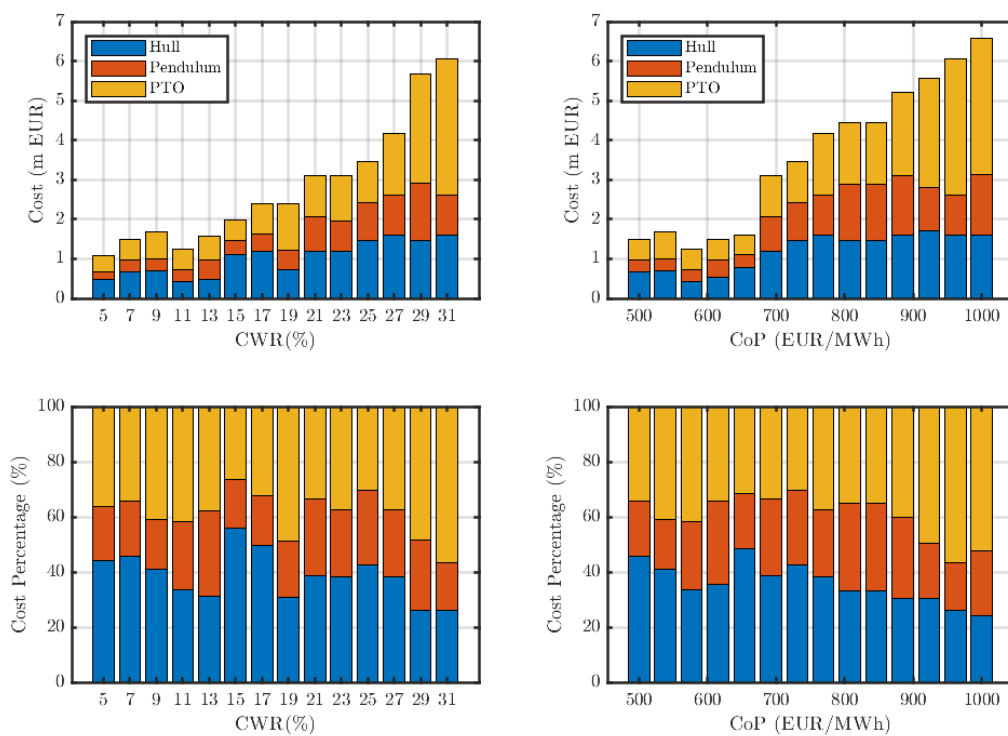 7
6
5
4
3
2
1
0
Cost (m EUR)
Hull
Pendulum
PTO
5 7 9 11 13 15 17 19 21 23 25 27 29 31
CWR(%)
7
6
5
4
3
2
1
0
Cost (m EUR)
Hull
Pendulum
PTO
500 600 700 800 900 1000
CoP (EUR/MWh)
100
80
60
40
20
0
Cost Percentage (%)
5 7 9 11 13 15 17 19 21 23 25 27 29 31
CWR(%)
100
80
60
40
20
0
Cost Percentage (%)
500 600 700 800 900 1000
CoP (EUR/MWh)